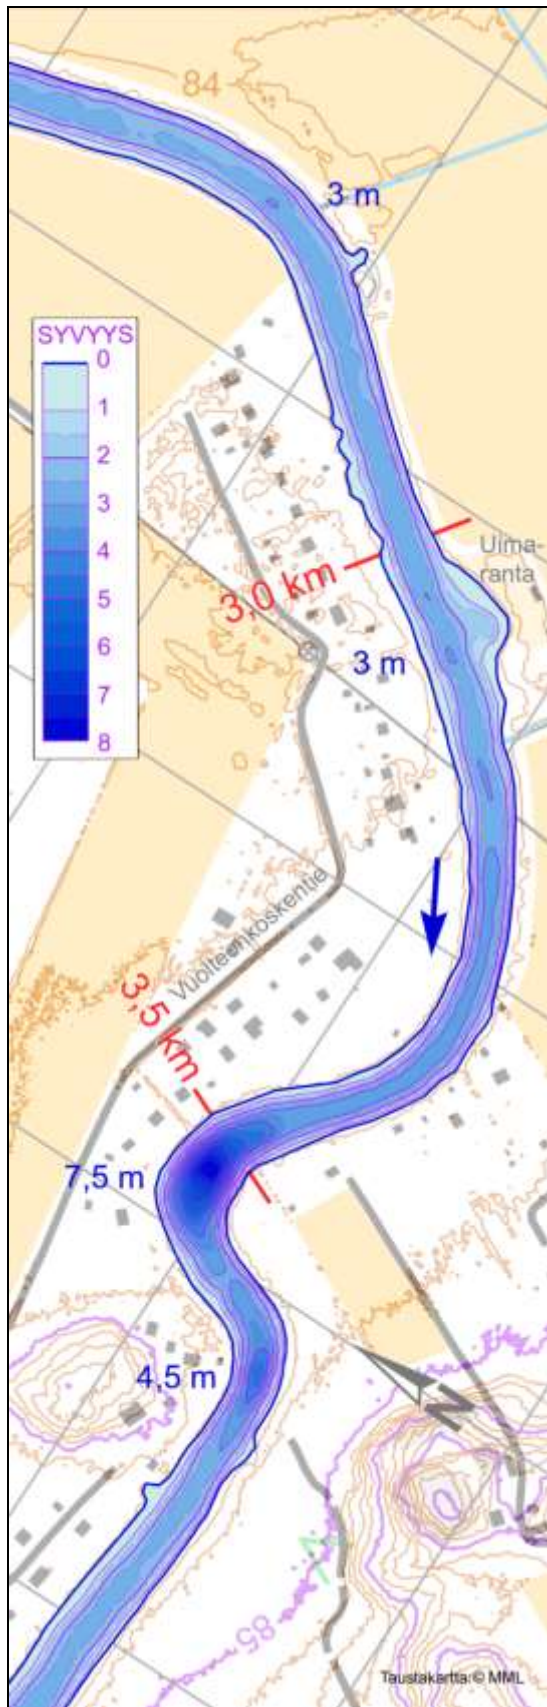 84
3 m
SYVYYS
0
1
2
3
4
5
6
7
8
Uima-
ranta
3,0 km
3 m
Vuolteenkoskentie
3,5 km
7,5 m
4,5 m
N
85
Taustakartta:© MML